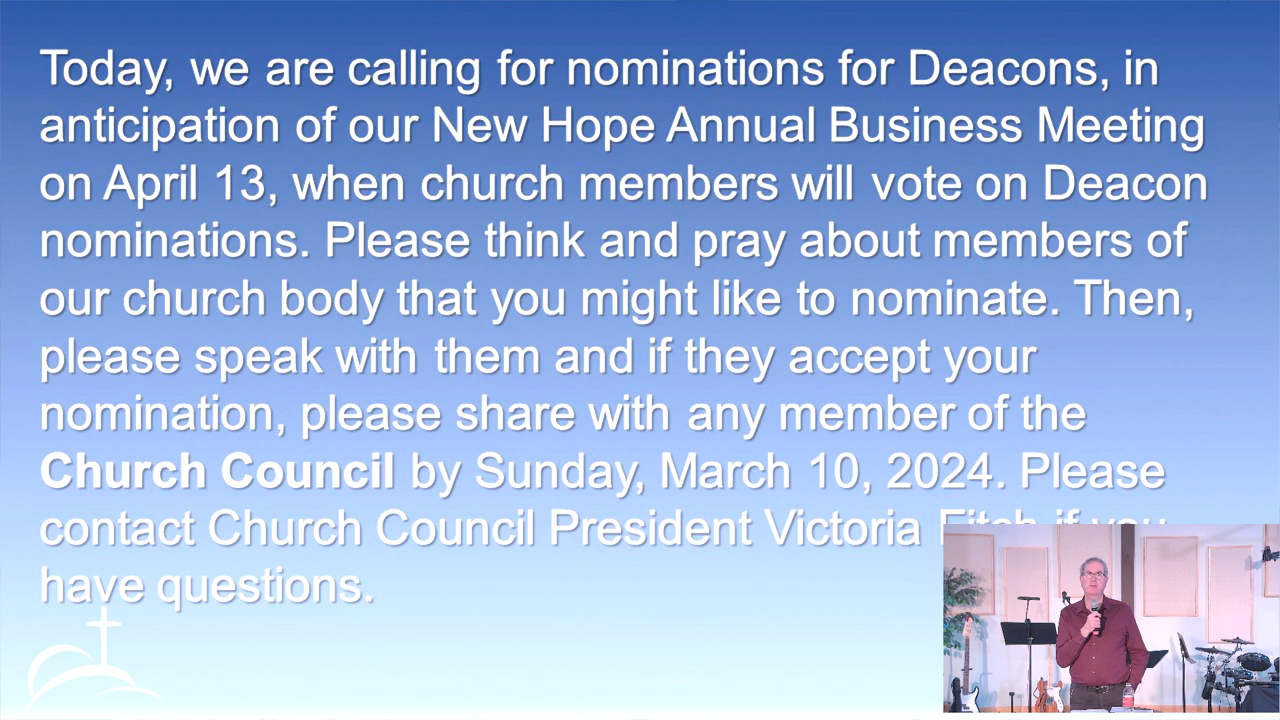 Today, we are calling for nominations for Deacons, in
anticipation of our New Hope Annual Business Meeting
on April 13, when church members will vote on Deacon
nominations. Please think and pray about members of
our church body that you might like to nominate. Then,
please speak with them and if they accept your
nomination, please share with any member of the
Church Council by Sunday, March 10, 2024. Please
contact Church Council President Victoria Fitch if you
have questions.